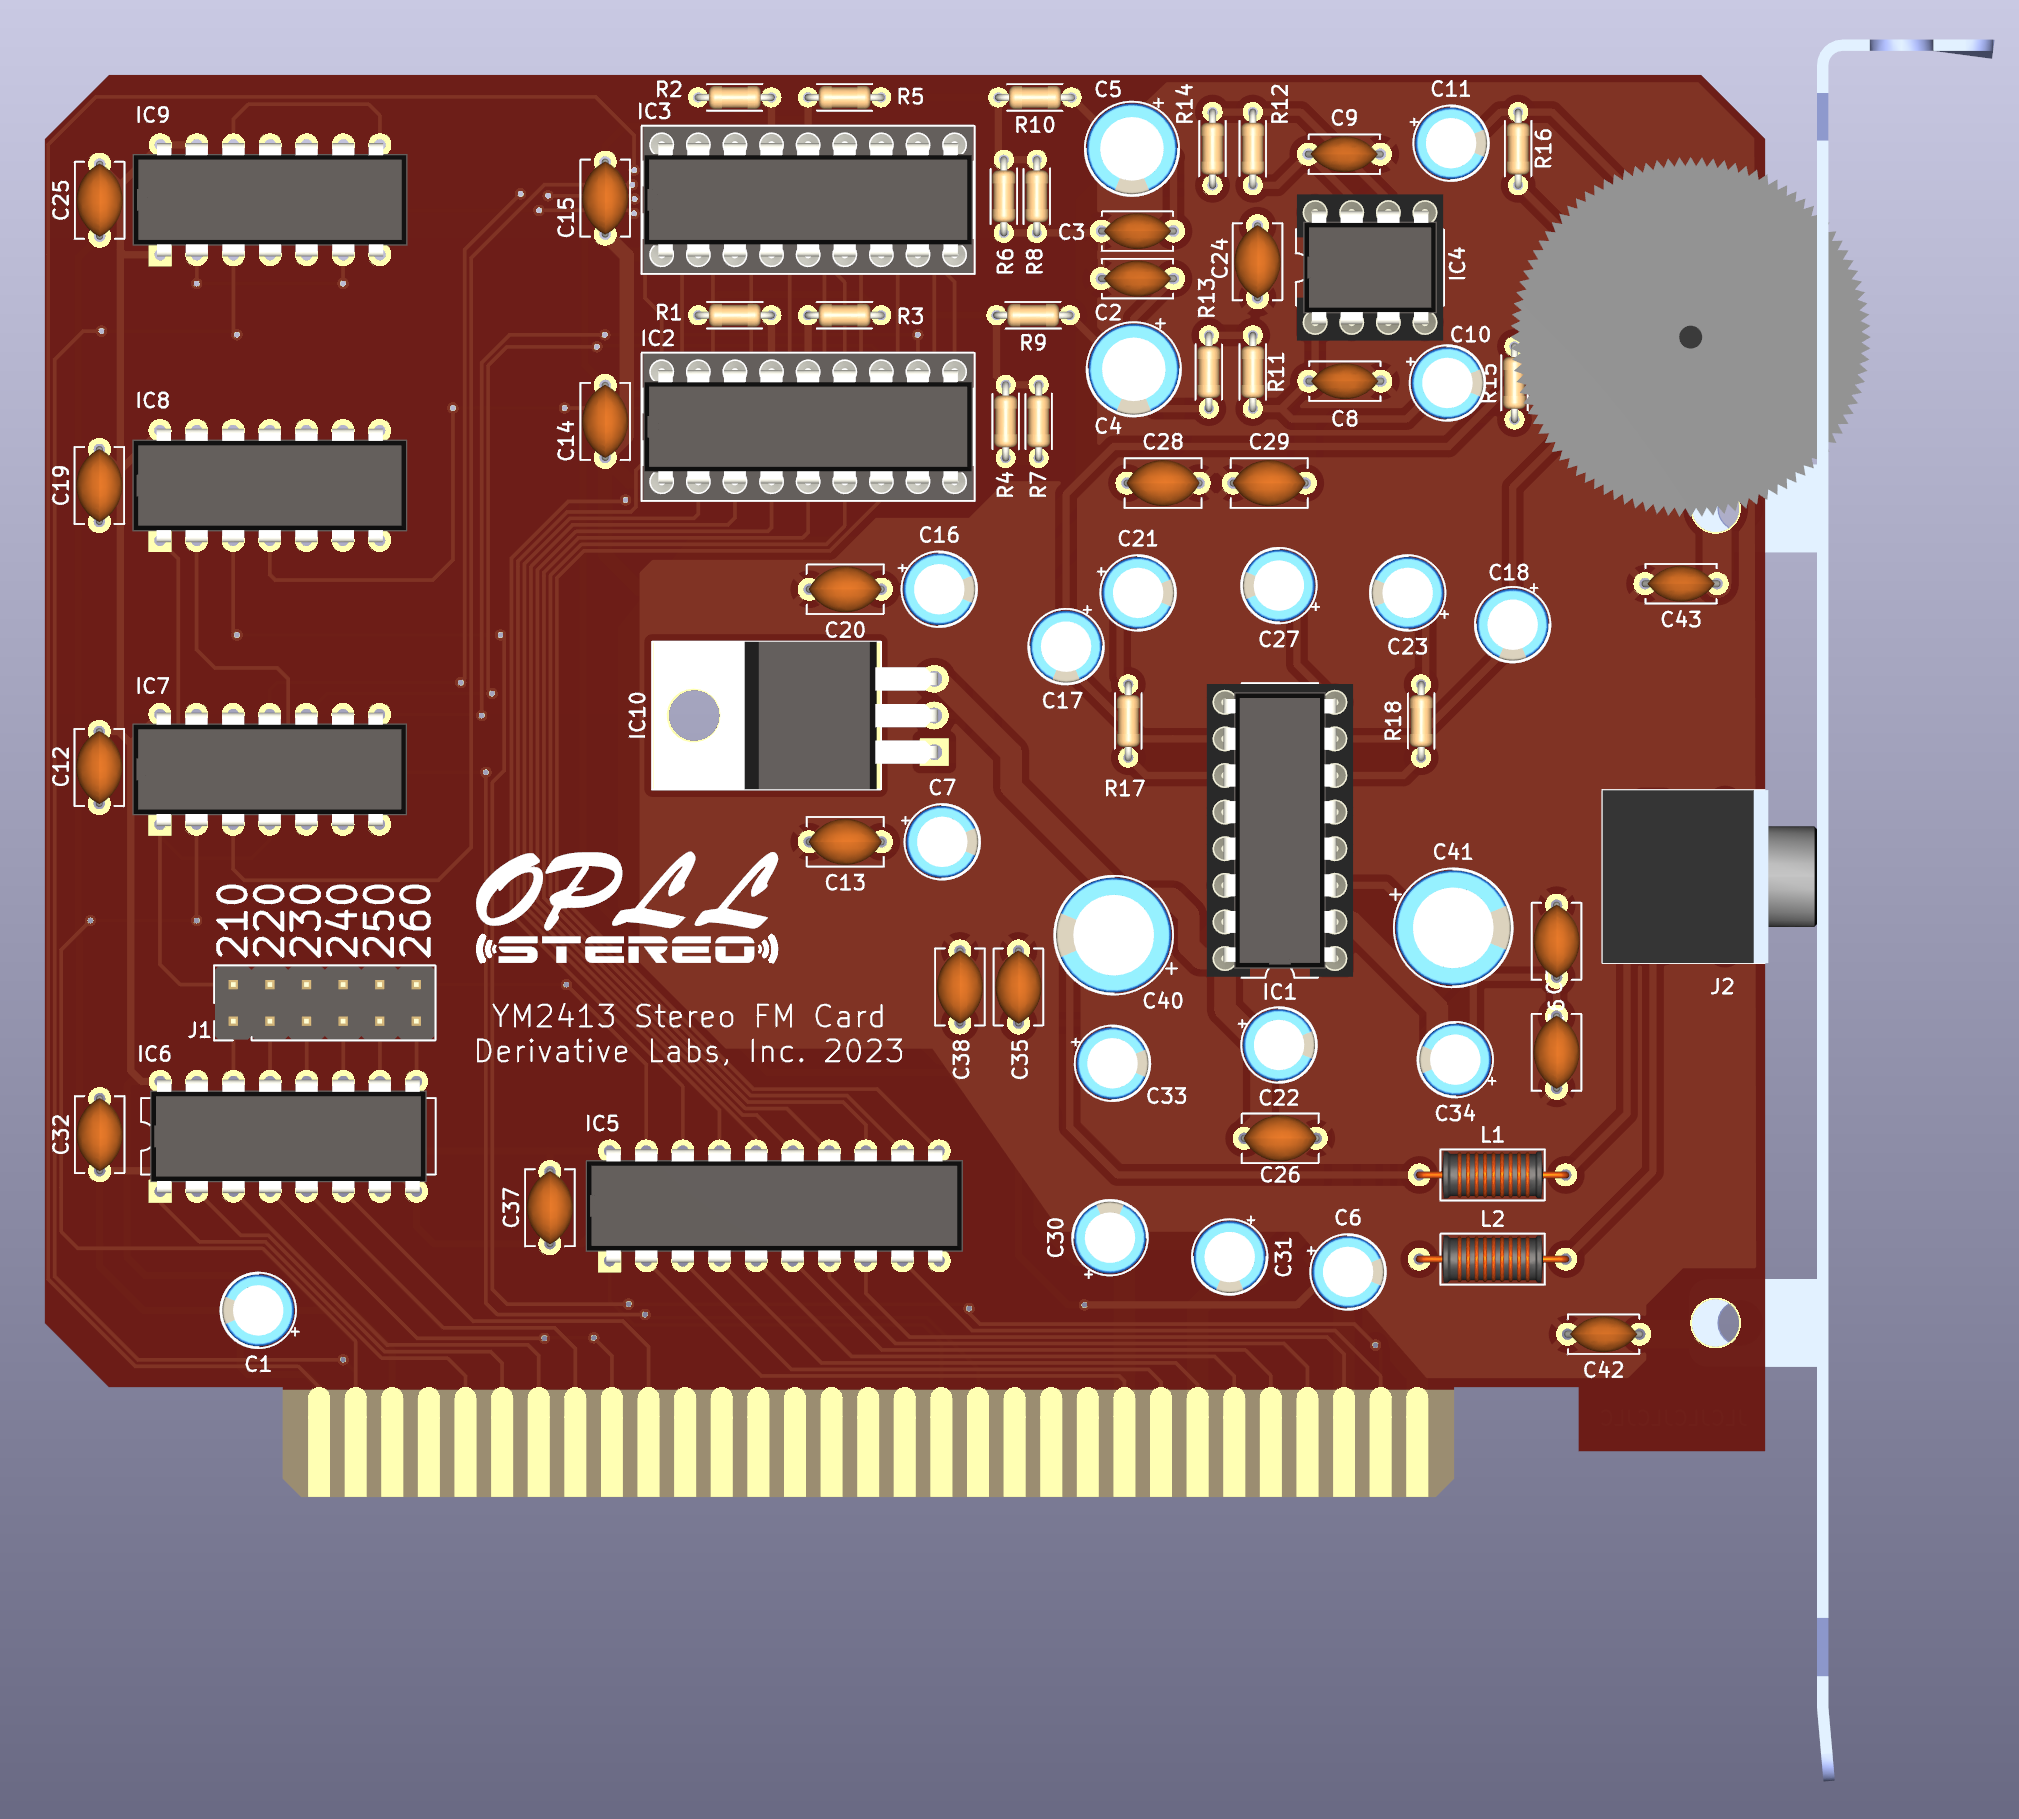 R2
R5
C5
R14
R12
C11
IC9
IC3
R10
C9
R16
C25
C15
R6
R8
C3
C24
R13
IC4
R1
R3
C2
IC2
R9
C10
R11
R15
IC8
C19
C14
R4
R7
C4
C8
C28
C29
C16
C21
C18
C20
C27
C23
C43
IC7
C12
IC10
C17
R18
C7
R17
C13
C41
210
220
230
240
250
260
OPLL
STEREO
J1
YM2413 Stereo FM Card
Derivative Labs, Inc. 2023
C40
IC1
J2
IC6
C38
C35
C33
C22
C34
C32
IC5
L1
C26
C37
L2
C30
C31
C6
C1
C42